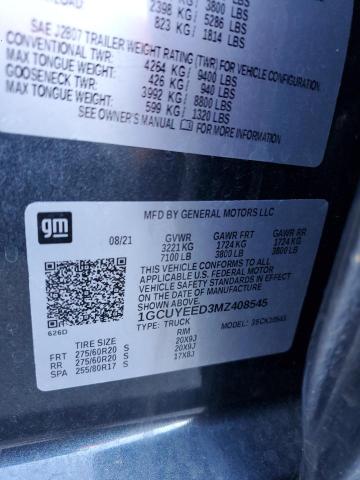 2398 KG / 5286 LBS
823 KG / 1814 LBS
SAE J2807 TRAILER WEIGHT RATING (TWR) FOR VEHICLE CONFIGURATION:
CONVENTIONAL TWR: 4264 KG / 9400 LBS
MAX TONGUE WEIGHT: 426 KG / 940 LBS
GOOSENECK TWR: 3992 KG / 8800 LBS
MAX TONGUE WEIGHT: 599 KG / 1320 LBS
SEE OWNER'S MANUAL FOR MORE INFORMATION
gm
MFD BY GENERAL MOTORS LLC
08/21 GVWR GAWR FRT GAWR RR
3221 KG 1724 KG 1724 KG
7100 LB 3800 LB 3800 LB
THIS VEHICLE CONFORMS TO ALL APPLICABLE
U.S. FEDERAL MOTOR VEHICLE SAFETY
STANDARDS IN EFFECT ON THE DATE OF
MANUFACTURE SHOWN ABOVE.
1GCUYEED3MZ408545
626D
TYPE: TRUCK MODEL:
TIRE SIZE RIM
FRT 275/60R20 S 20X9J
RR 275/60R20 S 20X9J
SPA 255/80R17 S 17X8J